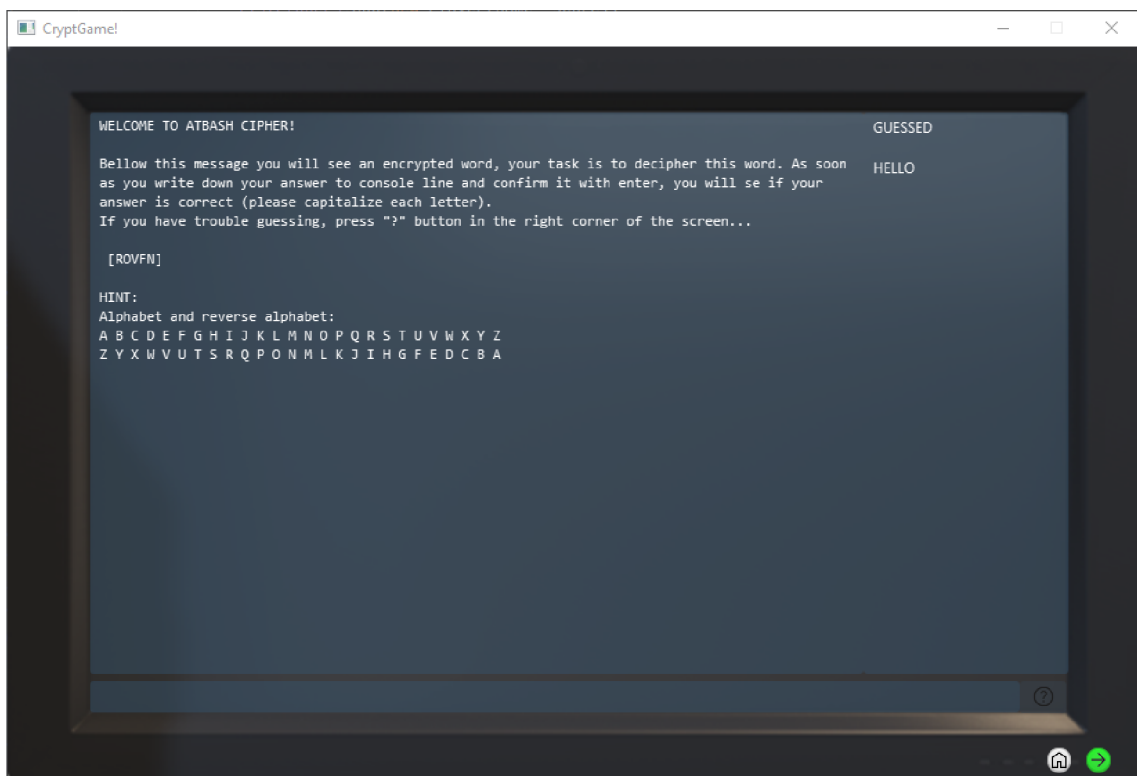 CryptGame!
WELCOME TO ATBASH CIPHER!
Bellow this message you will see an encrypted word, your task is to decipher this word. As soon
as you write down your answer to console line and confirm it with enter, you will se if your
answer is correct (please capitalize each letter).
If you have trouble guessing, press "?" button in the right corner of the screen...
[ROVFN]
HINT:
Alphabet and reverse alphabet:
A B C D E F G H I J K L M N O P Q R S T U V W X Y Z
Z Y X W V U T S R Q P O N M L K J I H G F E D C B A
GUESSED
HELLO
?